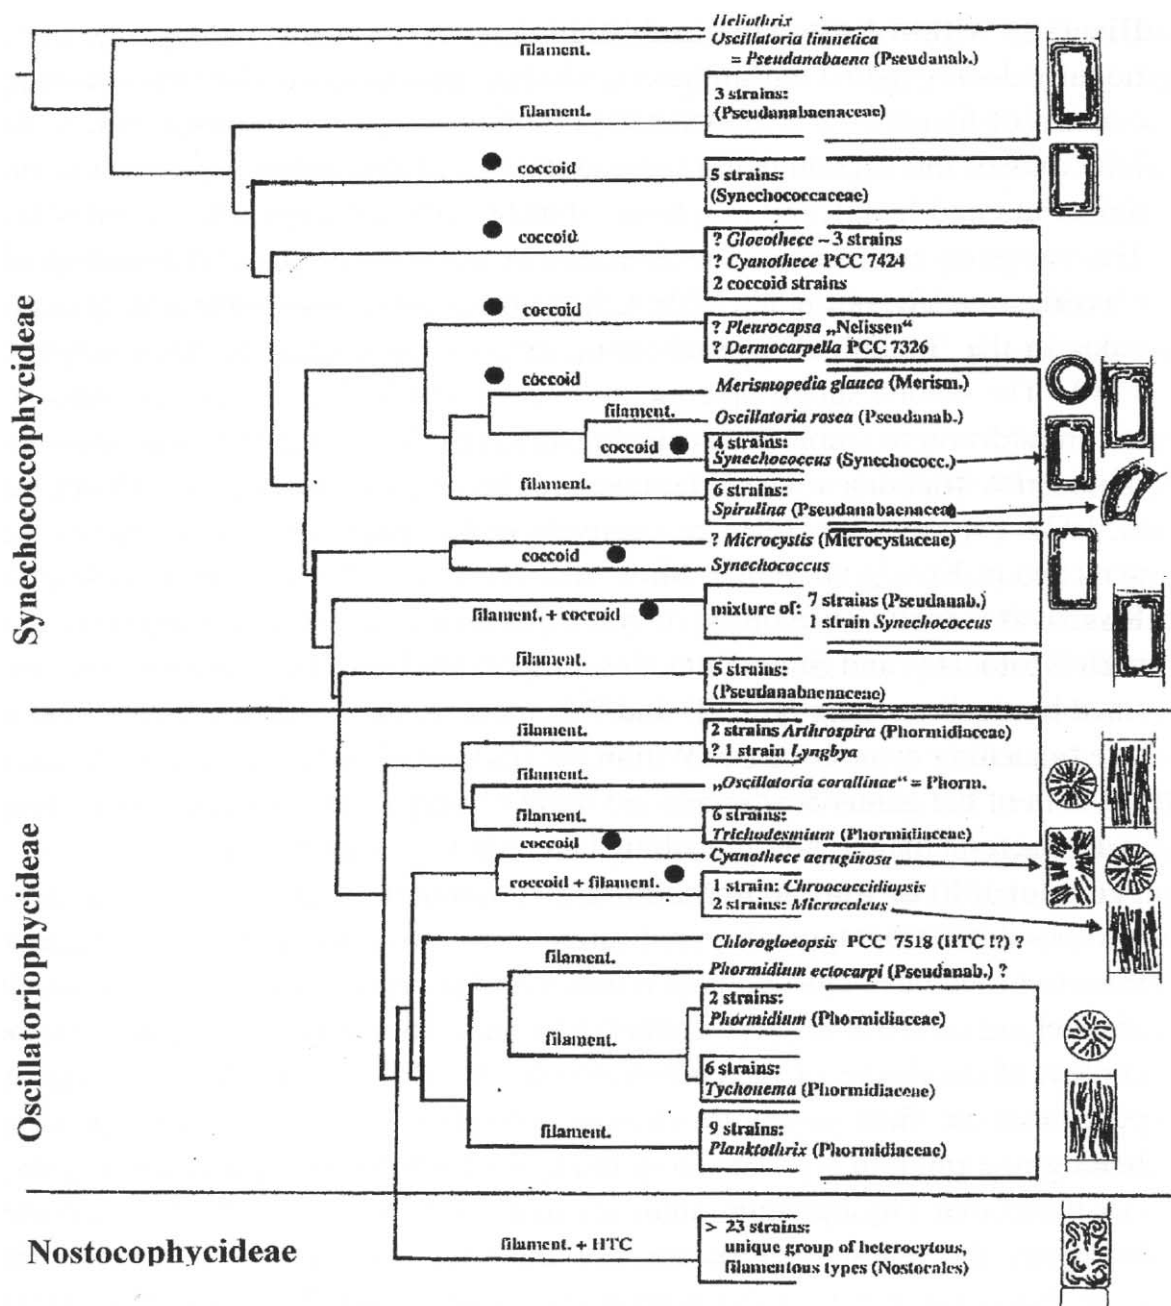 Heliothrix
filament.
Oscillatoria limnetica
= Pseudanabaena (Pseudanab.)
3 strains:
filament.
(Pseudanabaenaceae)
coccoid
5 strains:
(Synechococcaceae)
coccoid
? Gloeothece ~ 3 strains
? Cyanothece PCC 7424
2 coccoid strains
coccoid
? Pleurocapsa „Nelissen“
? Dermocarpella PCC 7326
coccoid
Merismopedia glauca (Merism.)
filament.
Oscillatoria rosea (Pseudanab.)
coccoid
4 strains:
Synechococcus (Synechococc.)
filament.
6 strains:
Spirulina (Pseudanabaenacea
? Microcystis (Microcystaceae)
coccoid
Synechococcus
filament. + coccoid
mixture of:
7 strains (Pseudanab.)
1 strain Synechococcus
filament.
5 strains:
(Pseudanabaenaceae)
Synechococcophycideae
filament.
2 strains Arthrospira (Phormidiaceae)
? 1 strain Lyngbya
filament.
„Oscillatoria corallinae“ = Phorm.
filament.
6 strains:
Trichodesmium (Phormidiaceae)
coccoid
Cyanothece aeruginosa
coccoid + filament.
1 strain: Chroococcidiopsis
2 strains: Microcoleus
Chlorogloeopsis PCC 7518 (HTC !?) ?
filament.
Phormidium ectocarpi (Pseudanab.) ?
2 strains:
Phormidium (Phormidiaceae)
filament.
6 strains:
Tychonema (Phormidiaceae)
9 strains:
filament.
Planktothrix (Phormidiaceae)
Oscillatoriophycideae
Nostocophycideae
filament. + HTC
> 23 strains:
unique group of heterocytous,
filamentous types (Nostocales)